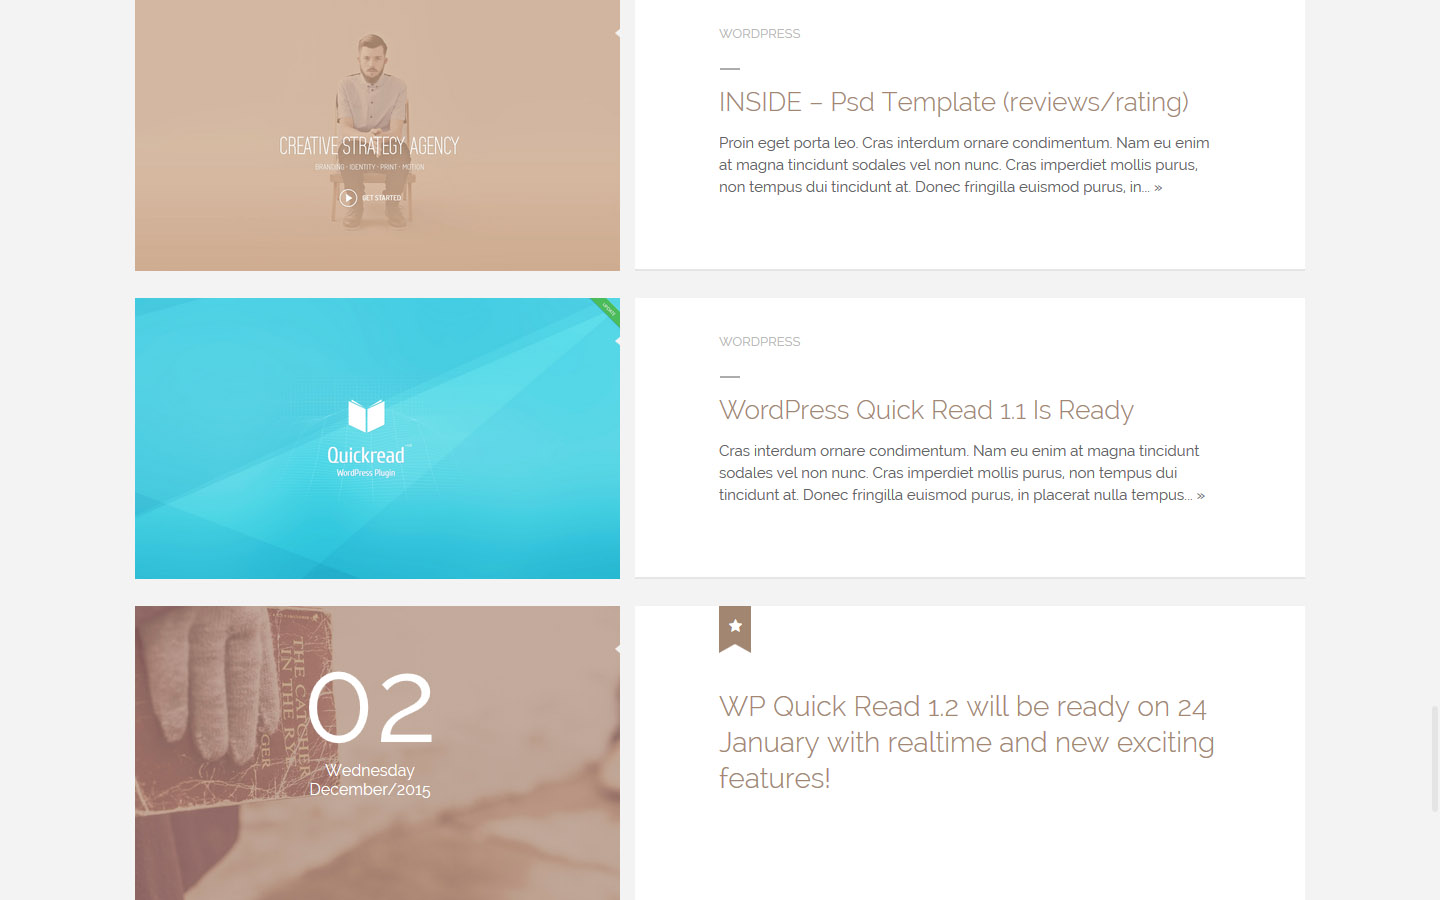 CREATIVE STRATEGY AGENCY
BRANDING · IDENTITY · PRINT · MOTION
GET STARTED
WORDPRESS
INSIDE – Psd Template (reviews/rating)
Proin eget porta leo. Cras interdum ornare condimentum. Nam eu enim
at magna tincidunt sodales vel non nunc. Cras imperdiet mollis purus,
non tempus dui tincidunt at. Donec fringilla euismod purus, in... »
UPDATE
Quickread
WordPress Plugin
WORDPRESS
WordPress Quick Read 1.1 Is Ready
Cras interdum ornare condimentum. Nam eu enim at magna tincidunt
sodales vel non nunc. Cras imperdiet mollis purus, non tempus dui
tincidunt at. Donec fringilla euismod purus, in placerat nulla tempus... »
THE CATCHER
IN THE RYE
02
Wednesday
December/2015
WP Quick Read 1.2 will be ready on 24
January with realtime and new exciting
features!